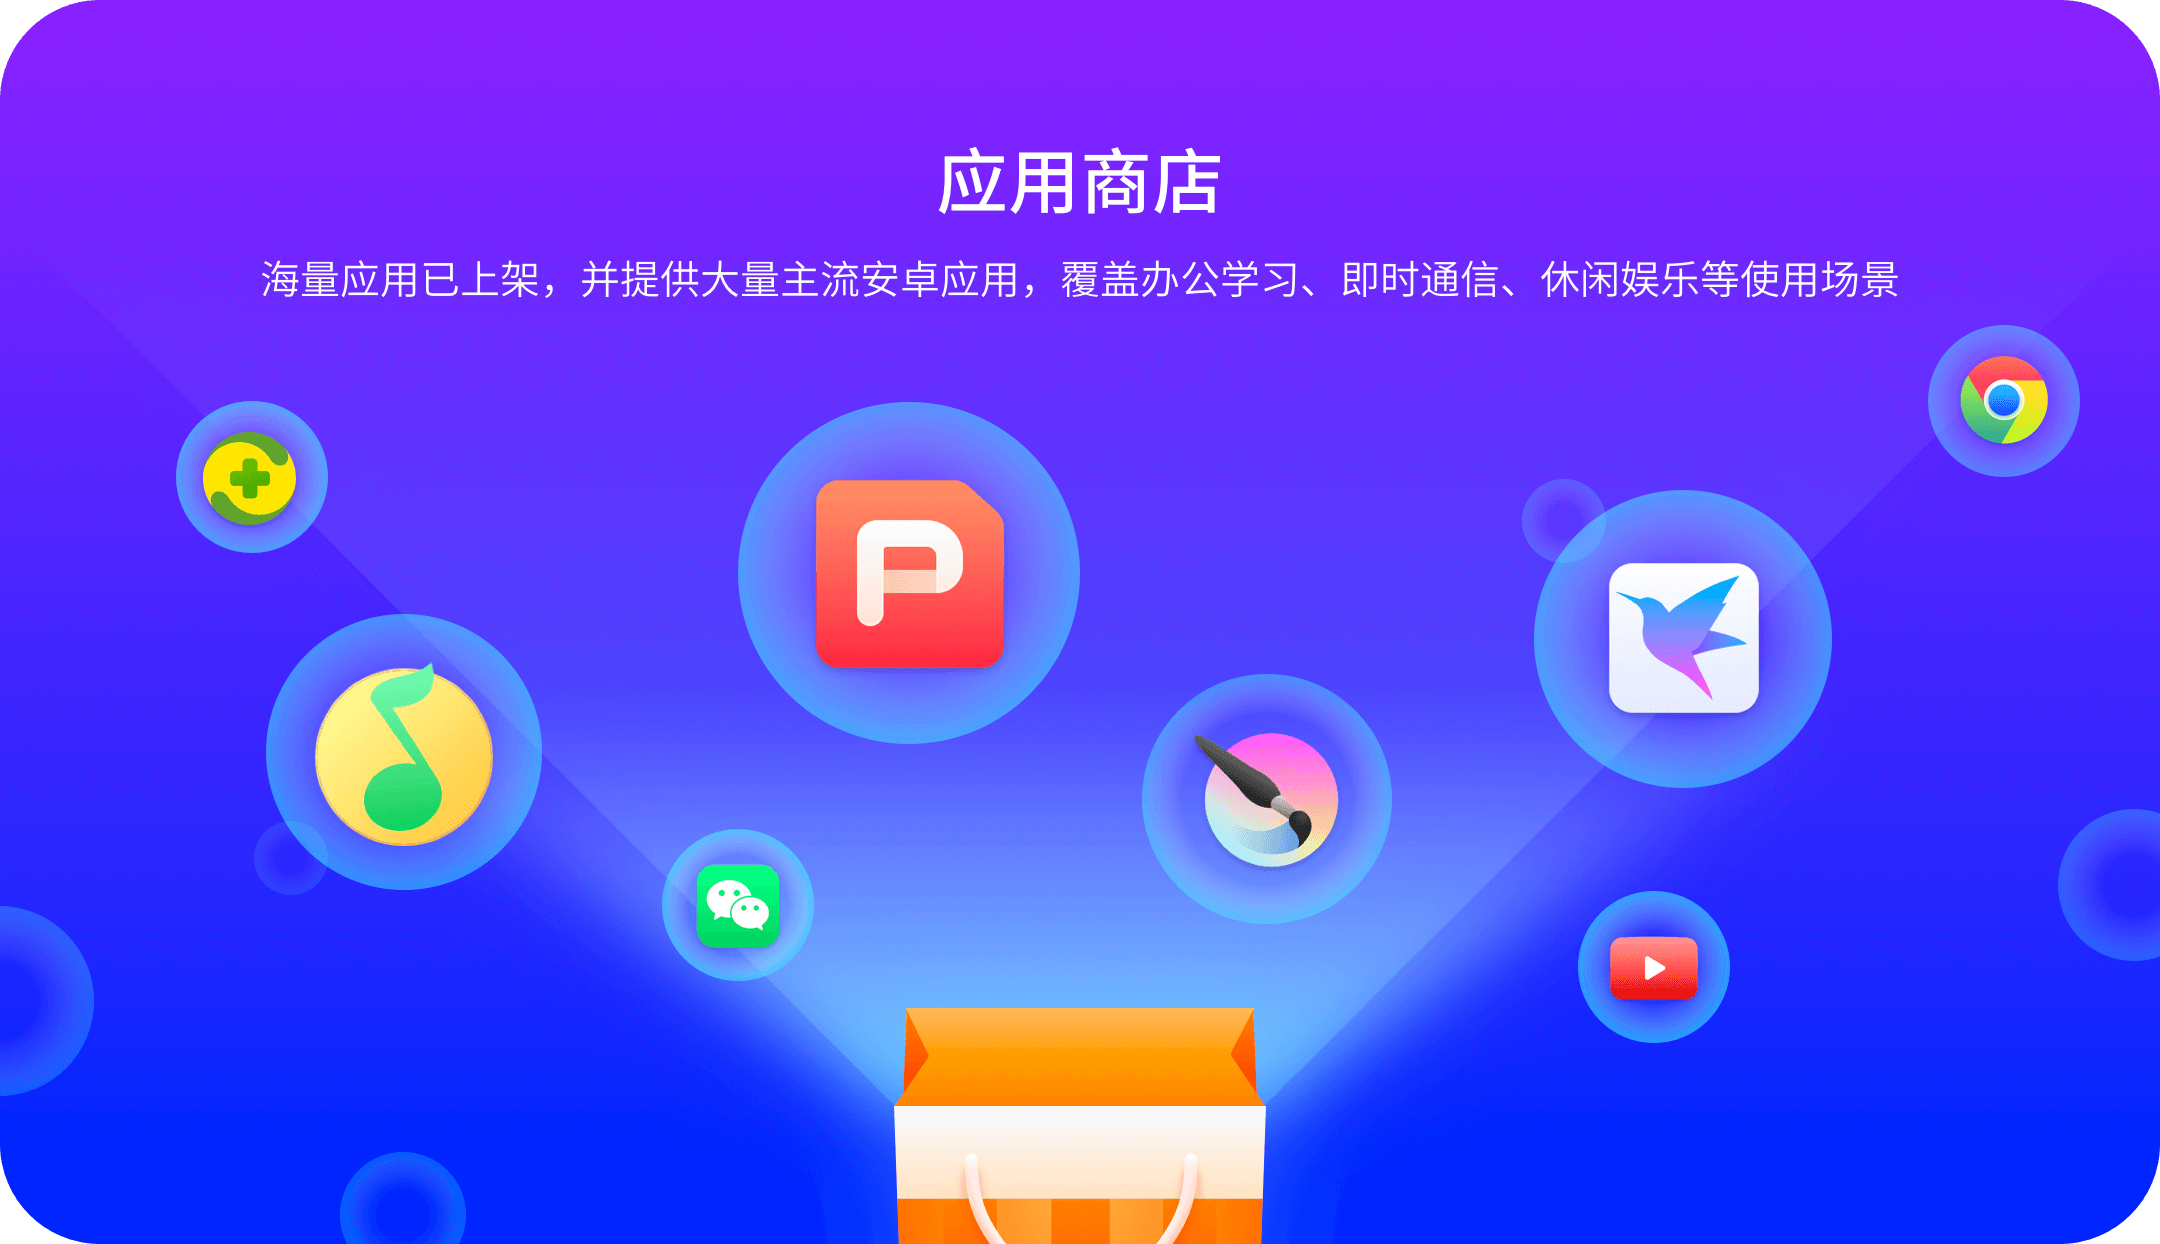 应用商店
海量应用已上架，并提供大量主流安卓应用，覆盖办公学习、即时通信、休闲娱乐等使用场景
P